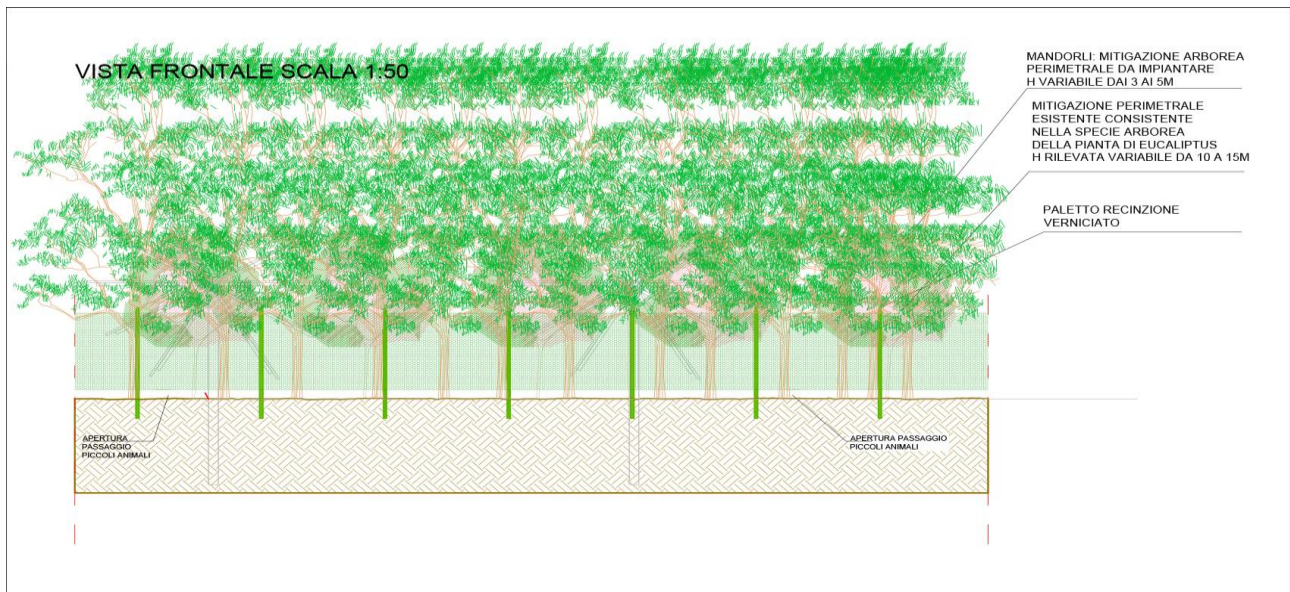 VISTA FRONTALE SCALA 1:50
MANDORLI: MITIGAZIONE ARBOREA
PERIMETRALE DA IMPIANTARE
H VARIABILE DAI 3 AI 5M
MITIGAZIONE PERIMETRALE
ESISTENTE CONSISTENTE
NELLA SPECIE ARBOREA
DELLA PIANTA DI EUCALIPTUS
H RILEVATA VARIABILE DA 10 A 15M
PALETTO RECINZIONE
VERNICIATO
APERTURA
PASSAGGIO
PICCOLI ANIMALI
APERTURA PASSAGGIO
PICCOLI ANIMALI